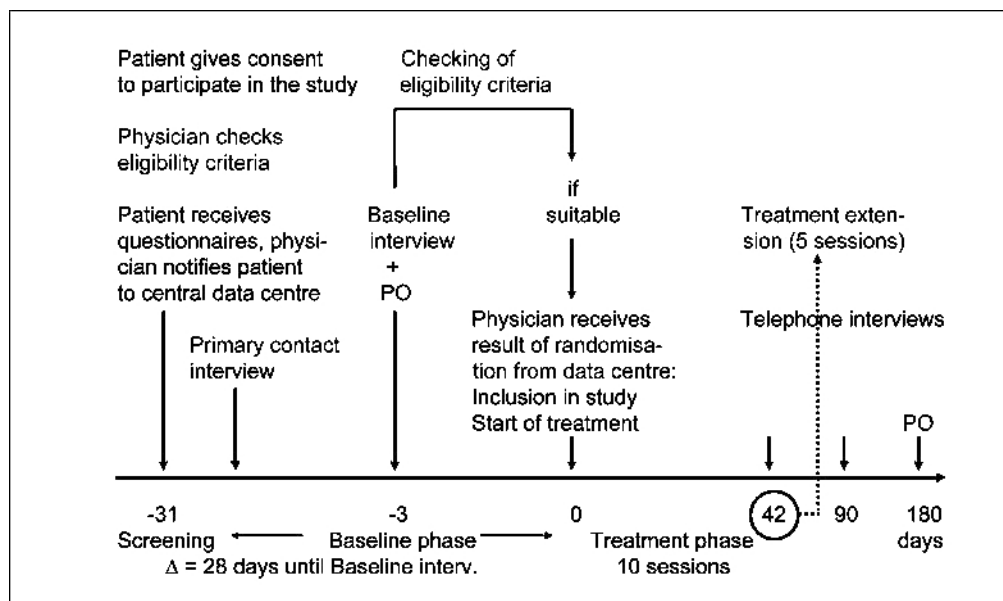 Patient gives consent
to participate in the study
Checking of
eligibility criteria
Physician checks
eligibility criteria
if
suitable
Patient receives
questionnaires, physi-
cian notifies patient
to central data centre
Baseline
interview
+
PO
Treatment exten-
sion (5 sessions)
Primary contact
interview
Physician receives
result of randomisa-
tion from data centre:
Inclusion in study
Start of treatment
Telephone interviews
PO
-31
-3
0
42
90
180
Screening
Baseline phase
Treatment phase
days
Δ = 28 days until Baseline interv.
10 sessions